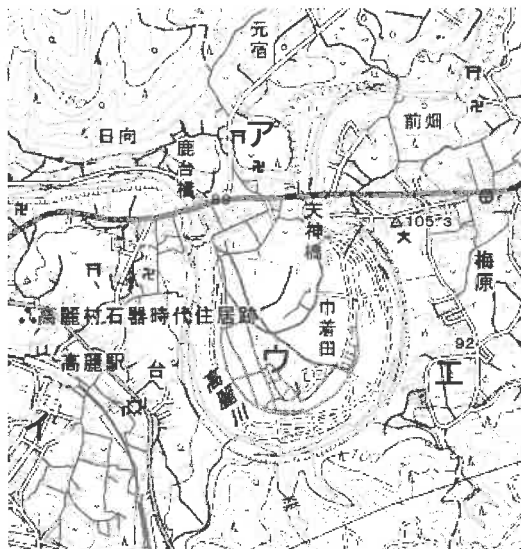 元宿
ア
日向
鹿台橋
前畑
89
天神橋
105.3
大
梅原
巾着田
高麗村石器時代住居跡
92
高麗駅
台
ウ
エ
高麗川
イ